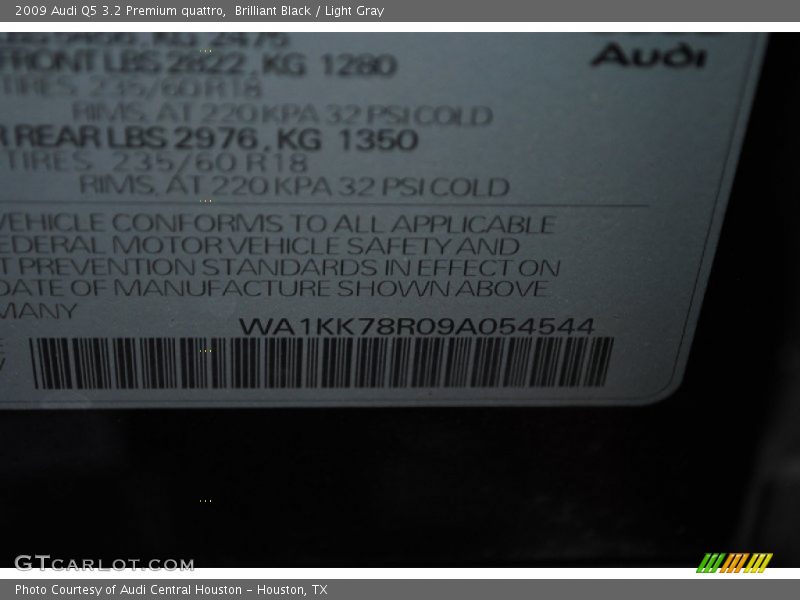 2009 Audi Q5 3.2 Premium quattro,  Brilliant Black / Light Gray
KG 2475
Audi
FRONT LBS 2822, KG 1280
TIRES 235/60 R18
RIMS, AT 220 KPA 32 PSI COLD
REAR LBS 2976, KG 1350
TIRES 235/60 R18
RIMS, AT 220 KPA 32 PSI COLD
VEHICLE CONFORMS TO ALL APPLICABLE
EDERAL MOTOR VEHICLE SAFETY AND
T PREVENTION STANDARDS IN EFFECT ON
DATE OF MANUFACTURE SHOWN ABOVE
MANY
WA1KK78R09A054544
GTCARLOT.COM
Photo Courtesy of Audi Central Houston - Houston, TX